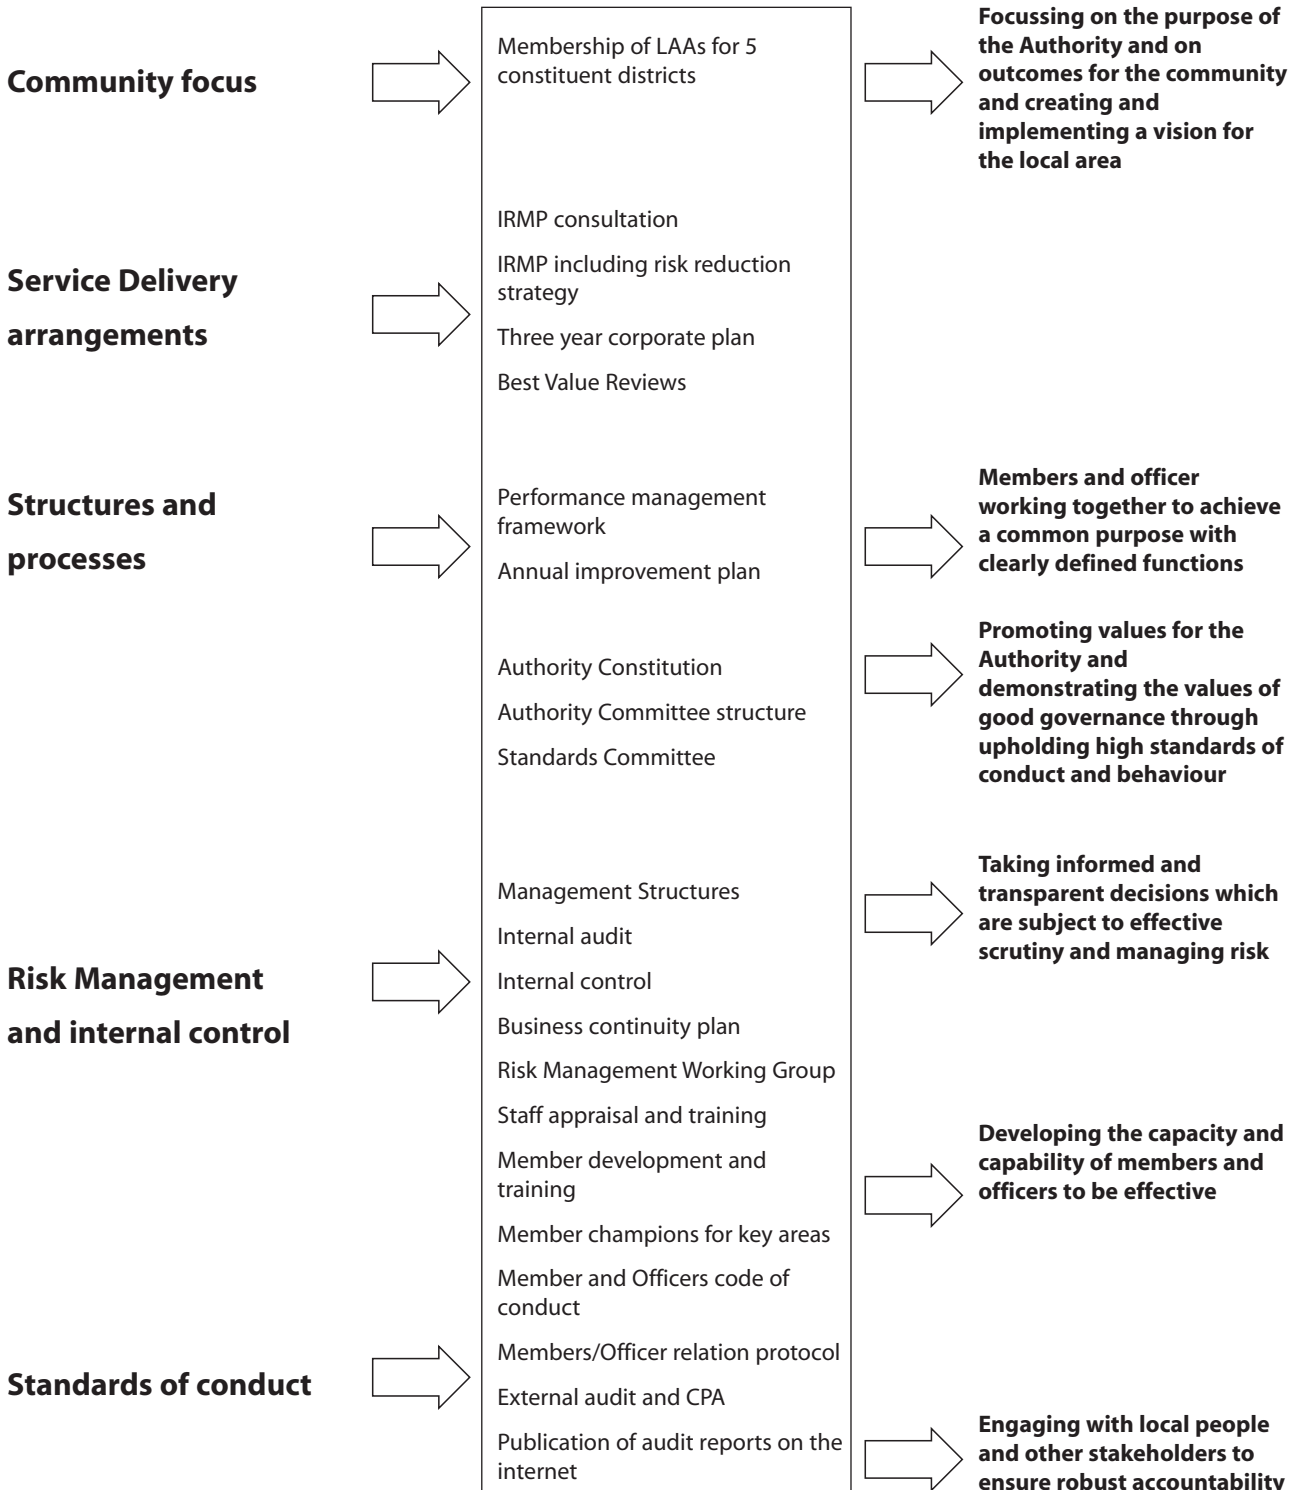 Community focus
Membership of LAAs for 5
constituent districts
Focussing on the purpose of
the Authority and on
outcomes for the community
and creating and
implementing a vision for
the local area
Service Delivery
arrangements
IRMP consultation
IRMP including risk reduction
strategy
Three year corporate plan
Best Value Reviews
Structures and
processes
Performance management
framework
Annual improvement plan
Members and officer
working together to achieve
a common purpose with
clearly defined functions
Authority Constitution
Authority Committee structure
Standards Committee
Promoting values for the
Authority and
demonstrating the values of
good governance through
upholding high standards of
conduct and behaviour
Risk Management
and internal control
Management Structures
Internal audit
Internal control
Business continuity plan
Risk Management Working Group
Staff appraisal and training
Member development and
training
Member champions for key areas
Member and Officers code of
conduct
Taking informed and
transparent decisions which
are subject to effective
scrutiny and managing risk
Developing the capacity and
capability of members and
officers to be effective
Standards of conduct
Members/Officer relation protocol
External audit and CPA
Publication of audit reports on the
internet
Engaging with local people
and other stakeholders to
ensure robust accountability